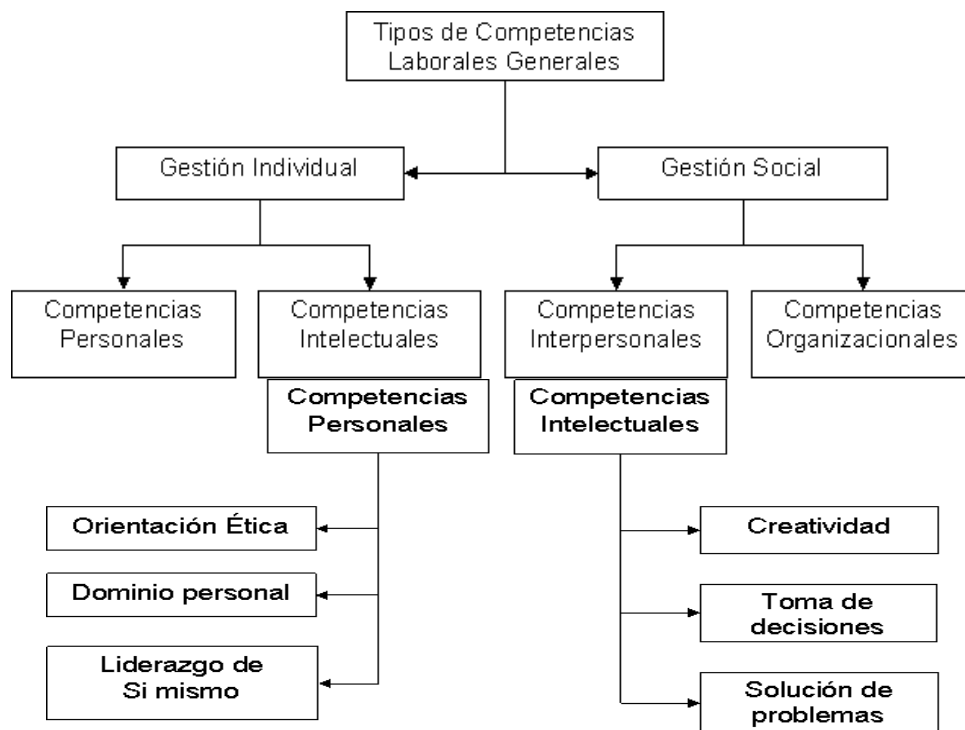 Tipos de Competencias
Laborales Generales
Gestión Individual
Gestión Social
Competencias
Personales
Competencias
Intelectuales
Competencias
Interpersonales
Competencias
Organizacionales
Competencias
Personales
Competencias
Intelectuales
Orientación Ética
Dominio personal
Liderazgo de
Si mismo
Creatividad
Toma de
decisiones
Solución de
problemas